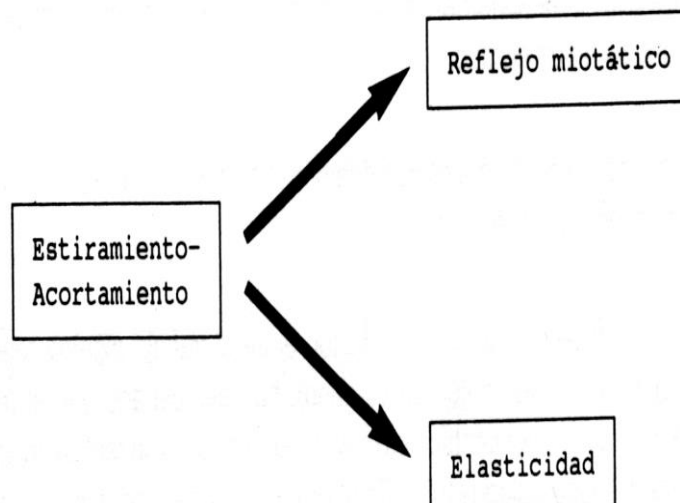 Reflejo miotático
Estiramiento-
Acortamiento
Elasticidad